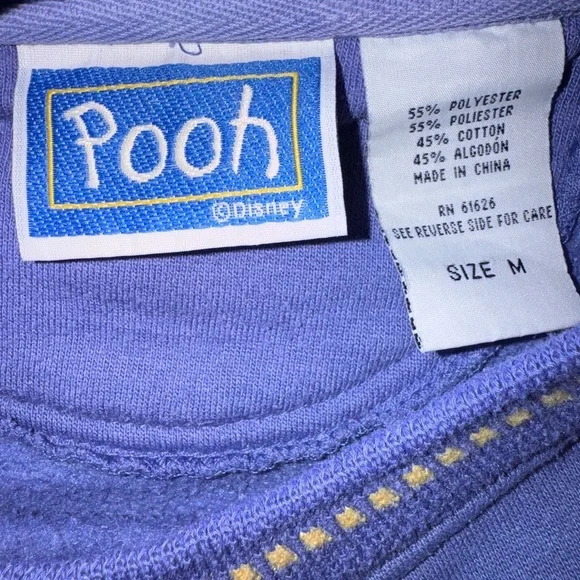 Pooh
©Disney
55% POLYESTER
55% POLIESTER
45% COTTON
45% ALGODÓN
MADE IN CHINA
RN 61626
SEE REVERSE SIDE FOR CARE
SIZE M